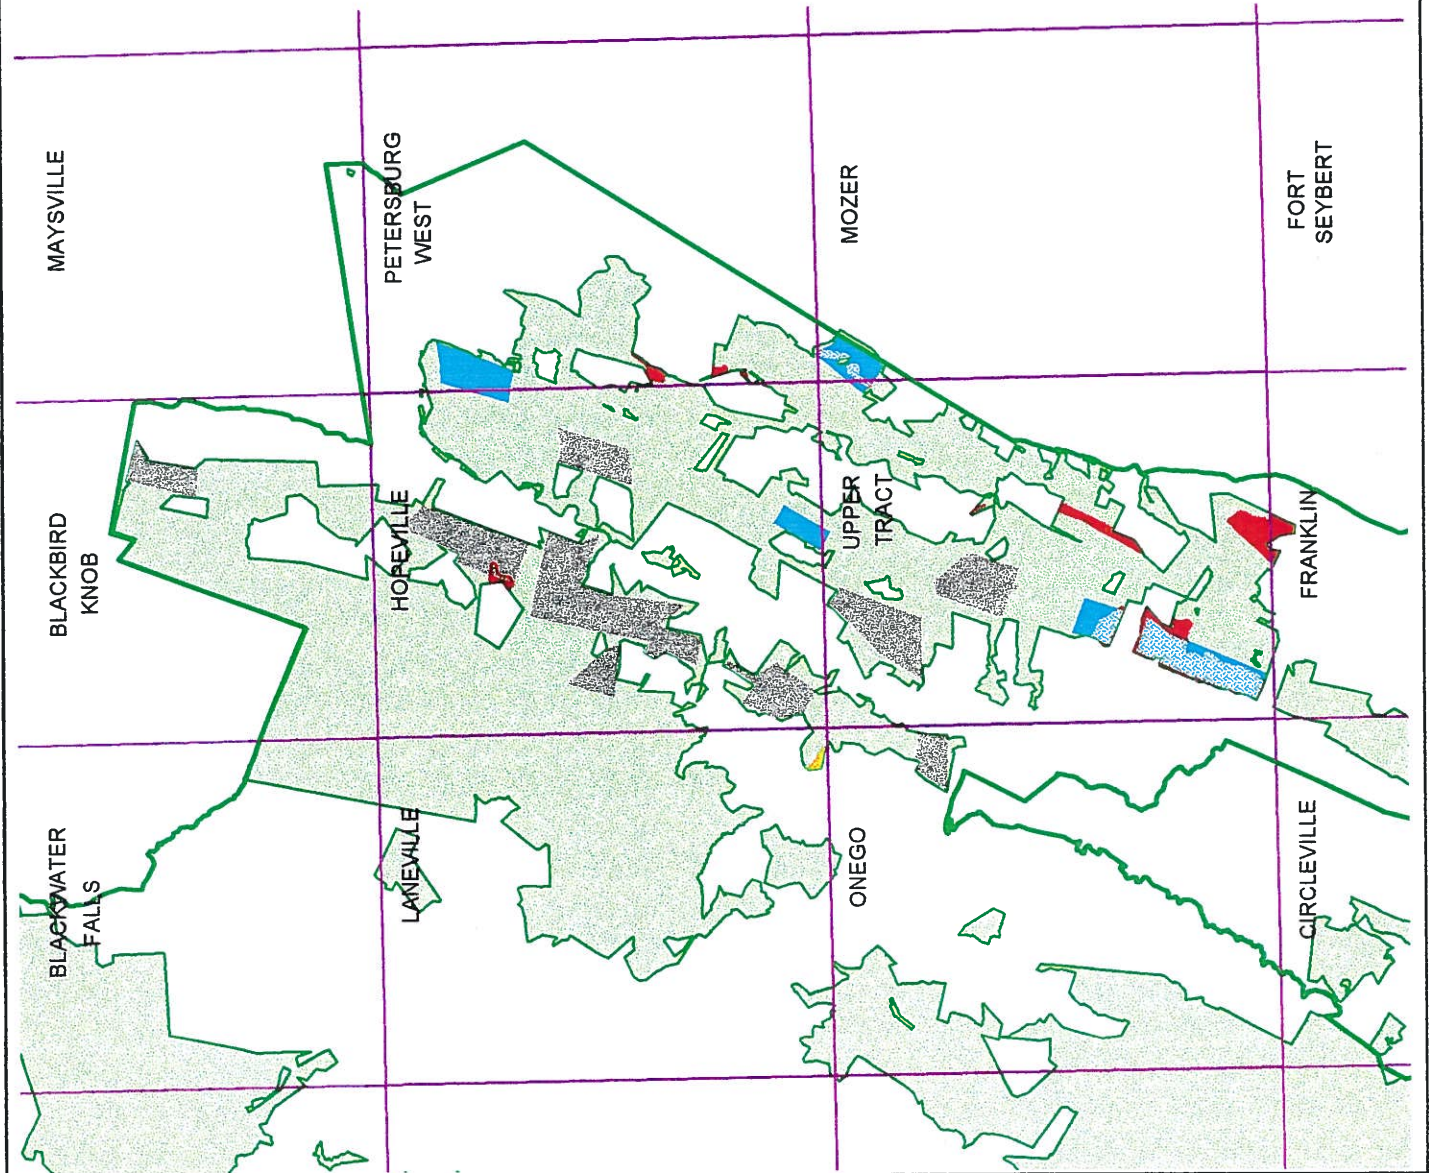 MAYSVILLE
PETERSBURG
WEST
MOZER
FORT
SEYBERT
BLACKBIRD
KNOB
HOPEVILLE
UPPER
TRACT
FRANKLIN
BLACKWATER
FALLS
LANEVILLE
ONEGO
CIRCLEVILLE